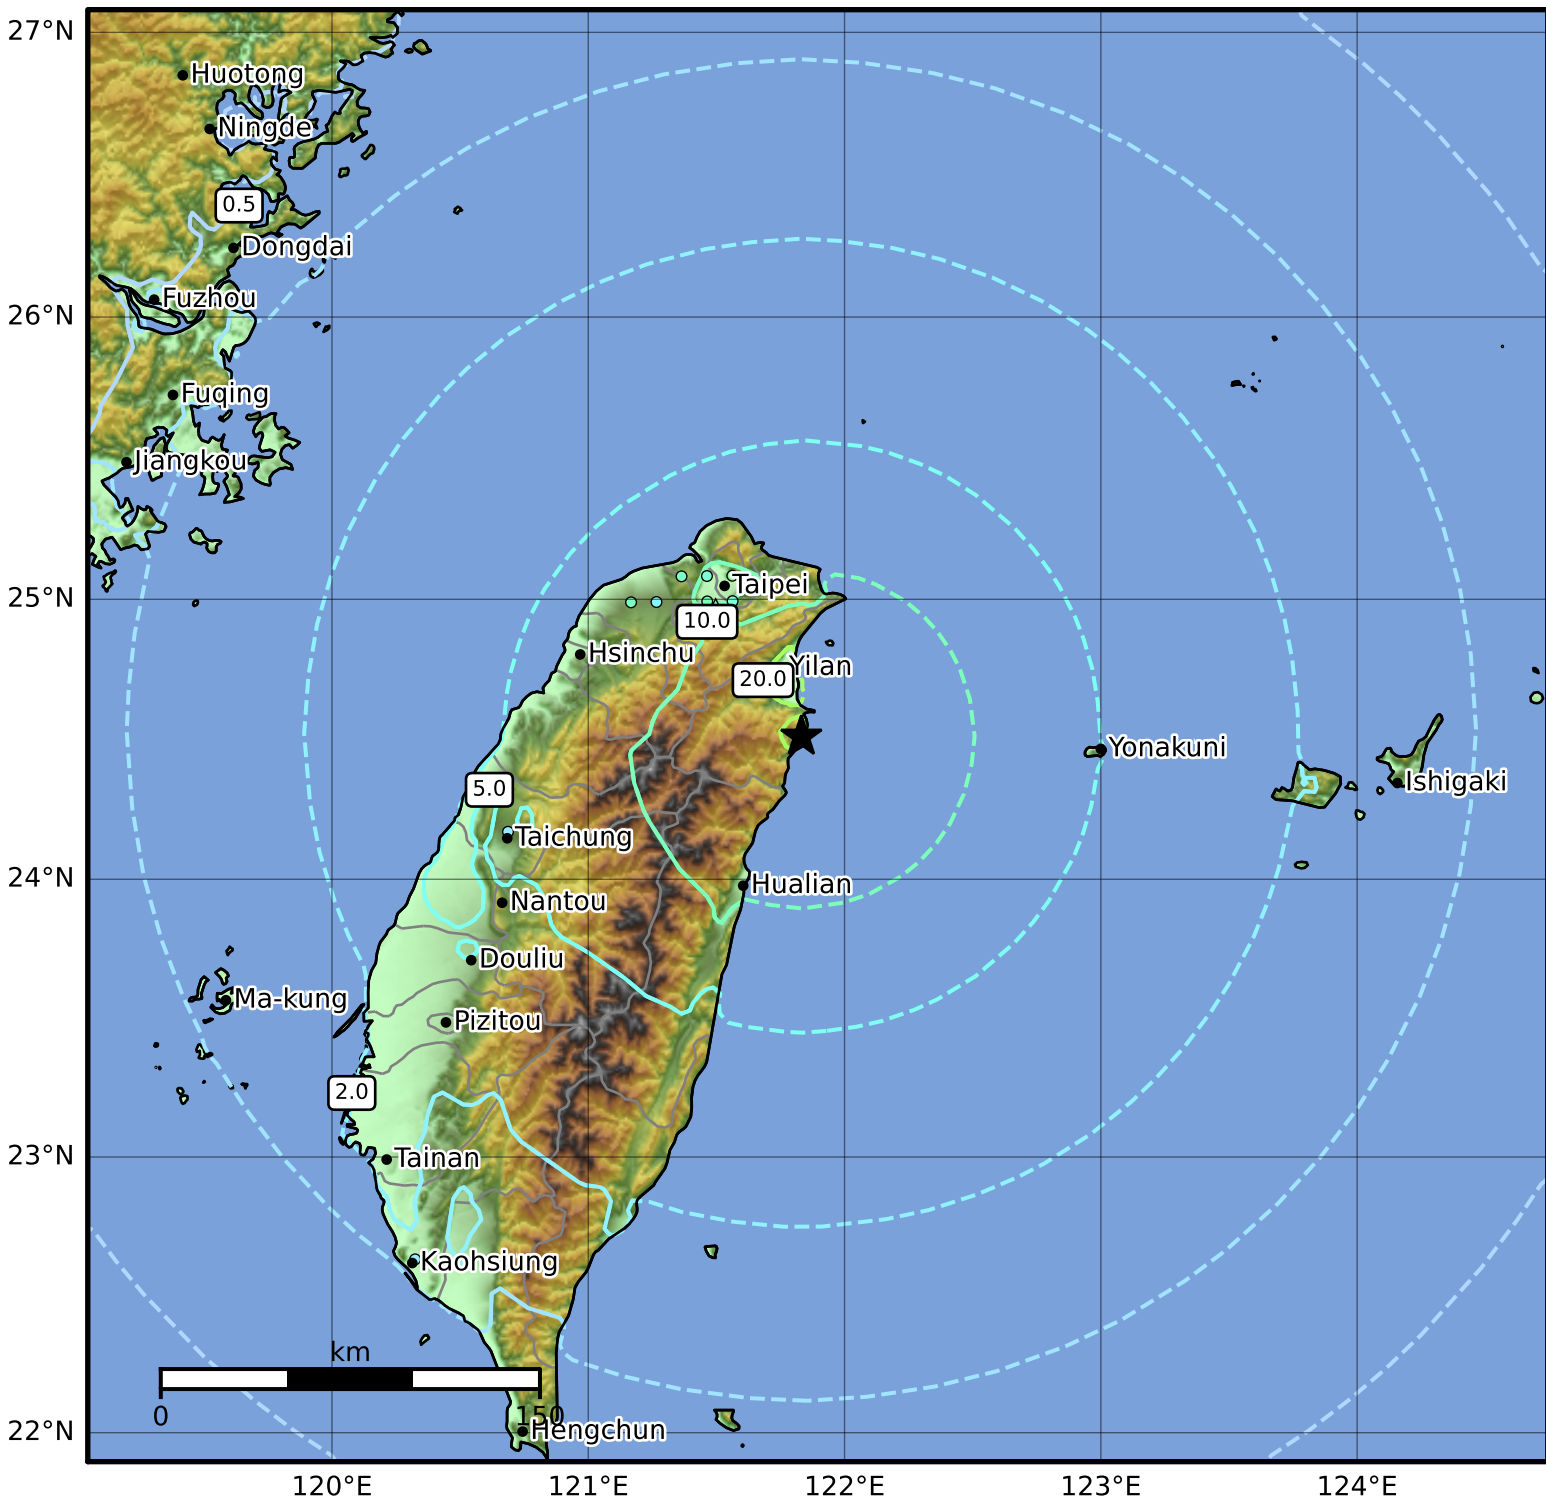 27°N
Huotong
Ningde
0.5
Dongdai
26°N
Fuzhou
Fuqing
Jiangkou
25°N
Taipei
10.0
Hsinchu
Yilan
20.0
Yonakuni
5.0
Ishigaki
Taichung
24°N
Hualian
Nantou
Douliu
Ma-kung
Pizitou
2.0
23°N
Tainan
Kaohsiung
km
0
150
22°N
Hengchun
120°E
121°E
122°E
123°E
124°E